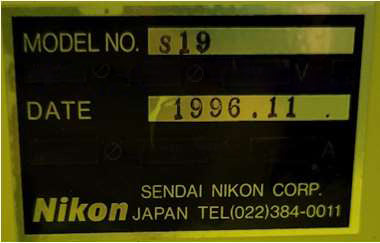 MODEL NO. s19
V
DATE 1996.11 .
A
Nikon SENDAI NIKON CORP.
JAPAN TEL(022)384-0011